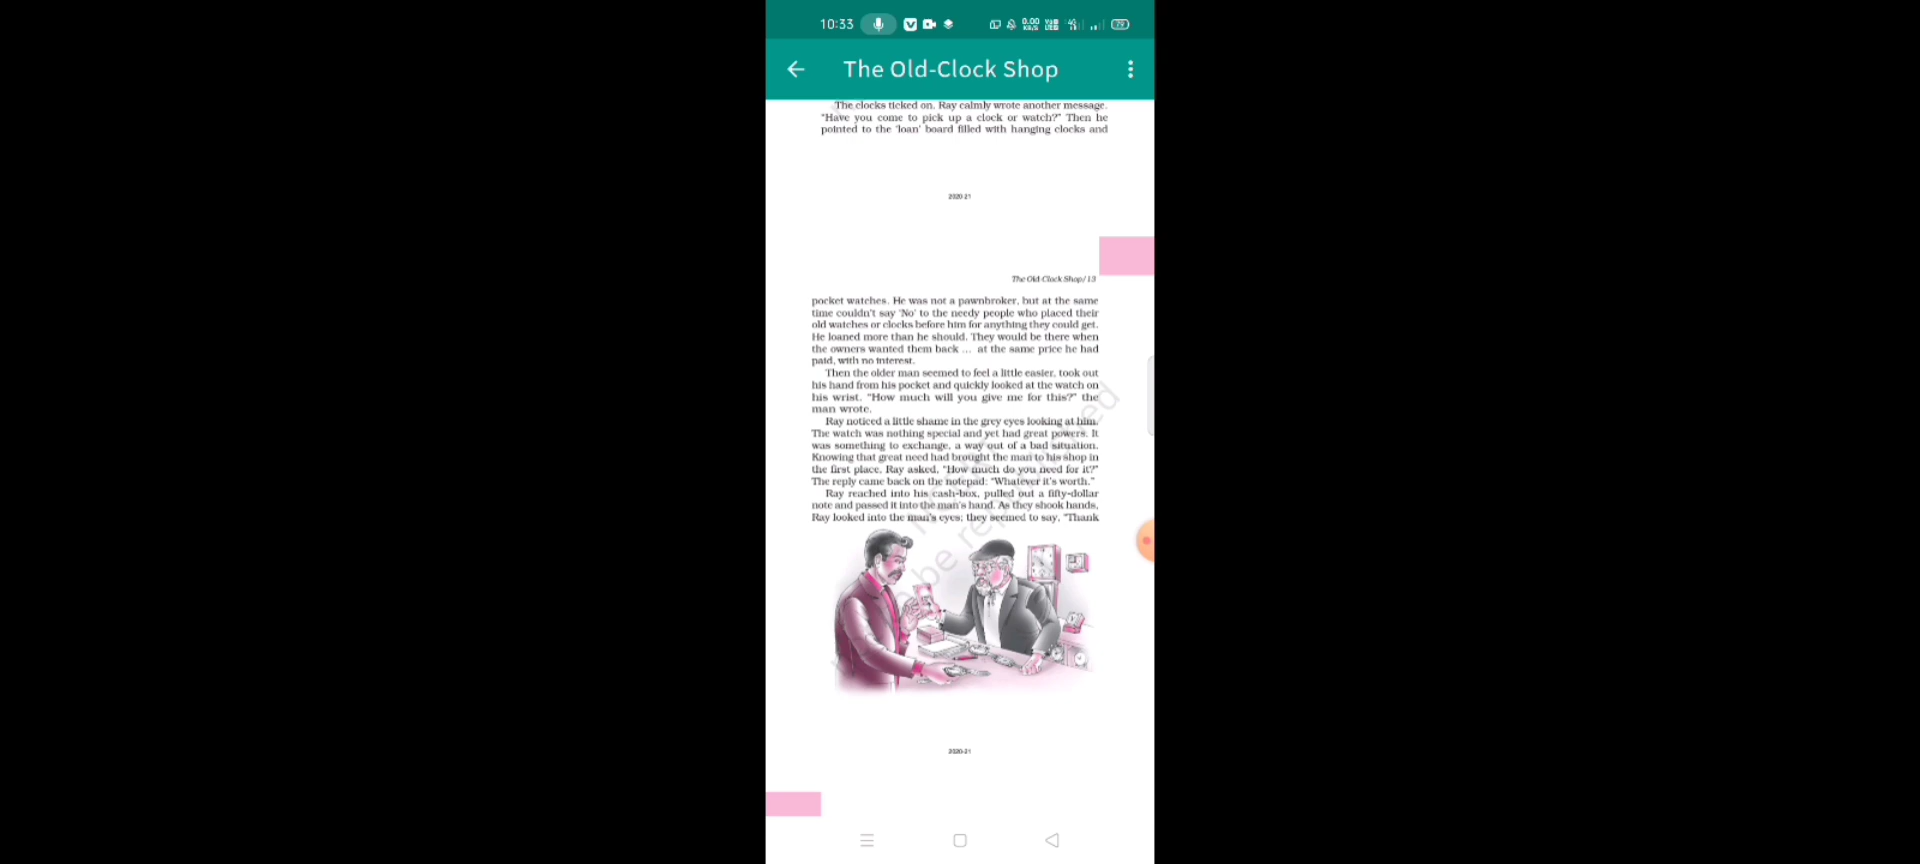 10:33
0.00
KB/S
4G
79
The Old-Clock Shop
The clocks ticked on. Ray calmly wrote another message.
"Have you come to pick up a clock or watch?" Then he
pointed to the 'loan' board filled with hanging clocks and
2020-21
The Old-Clock Shop/13
pocket watches. He was not a pawnbroker, but at the same
time couldn't say 'No' to the needy people who placed their
old watches or clocks before him for anything they could get.
He loaned more than he should. They would be there when
the owners wanted them back ... at the same price he had
paid, with no interest.
Then the older man seemed to feel a little easier, took out
his hand from his pocket and quickly looked at the watch on
his wrist. "How much will you give me for this?" the
man wrote.
Ray noticed a little shame in the grey eyes looking at him.
The watch was nothing special and yet had great powers. It
was something to exchange, a way out of a bad situation.
Knowing that great need had brought the man to his shop in
the first place, Ray asked, "How much do you need for it?"
The reply came back on the notepad: "Whatever it's worth."
Ray reached into his cash-box, pulled out a fifty-dollar
note and passed it into the man's hand. As they shook hands,
Ray looked into the man's eyes; they seemed to say, "Thank
2020-21